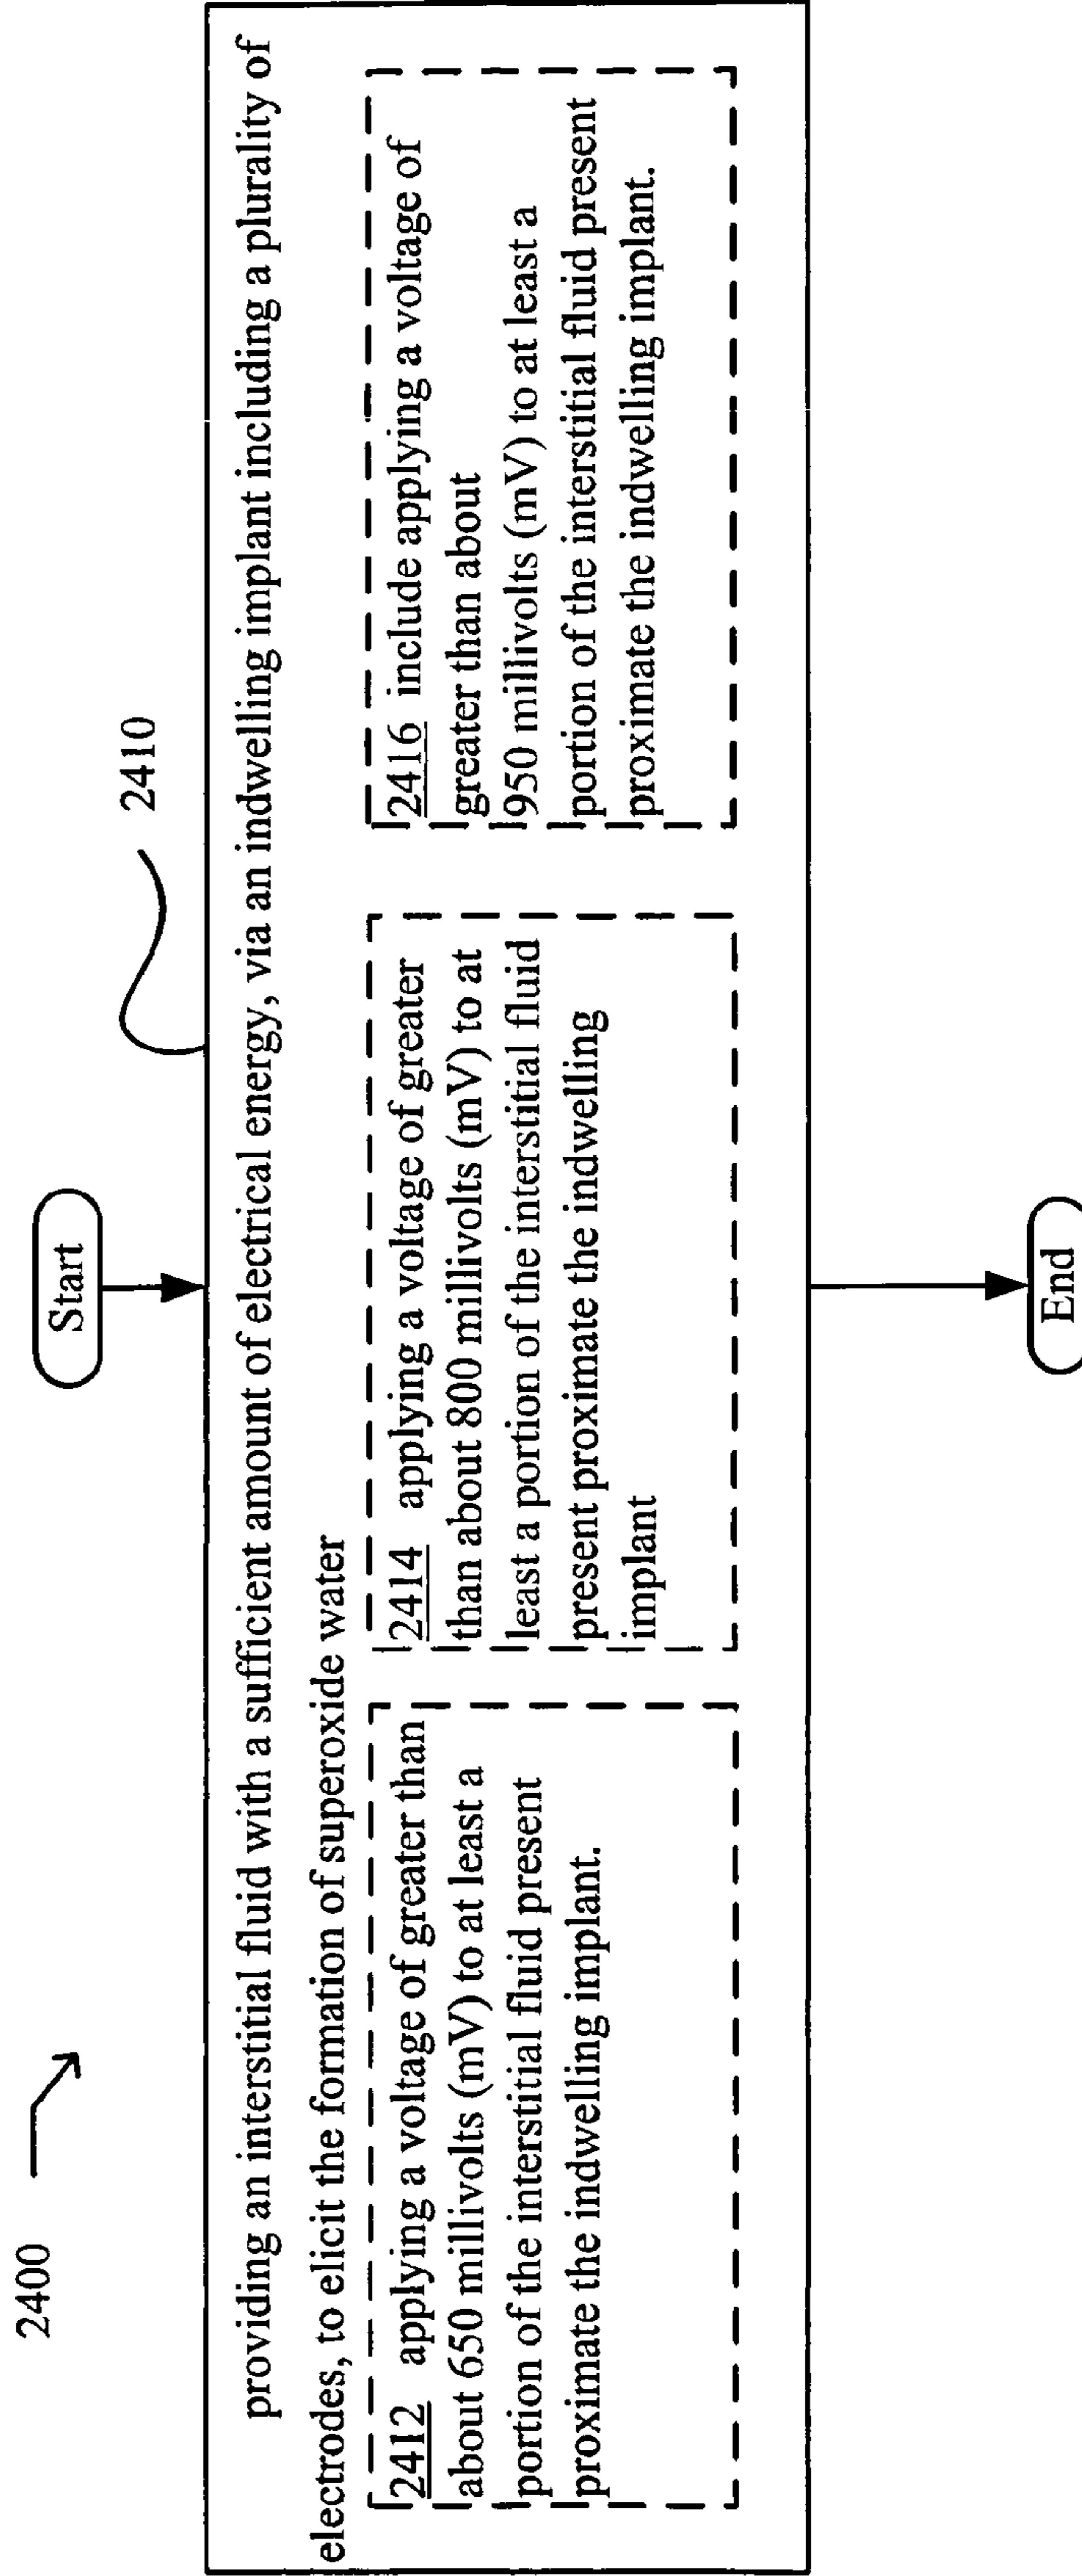 2400
Start
2410
providing an interstitial fluid with a sufficient amount of electrical energy, via an indwelling implant including a plurality of
electrodes, to elicit the formation of superoxide water
2412 applying a voltage of greater than
about 650 millivolts (mV) to at least a
portion of the interstitial fluid present
proximate the indwelling implant.
2414 applying a voltage of greater
than about 800 millivolts (mV) to at
least a portion of the interstitial fluid
present proximate the indwelling
implant
2416 include applying a voltage of
greater than about
950 millivolts (mV) to at least a
portion of the interstitial fluid present
proximate the indwelling implant.
End